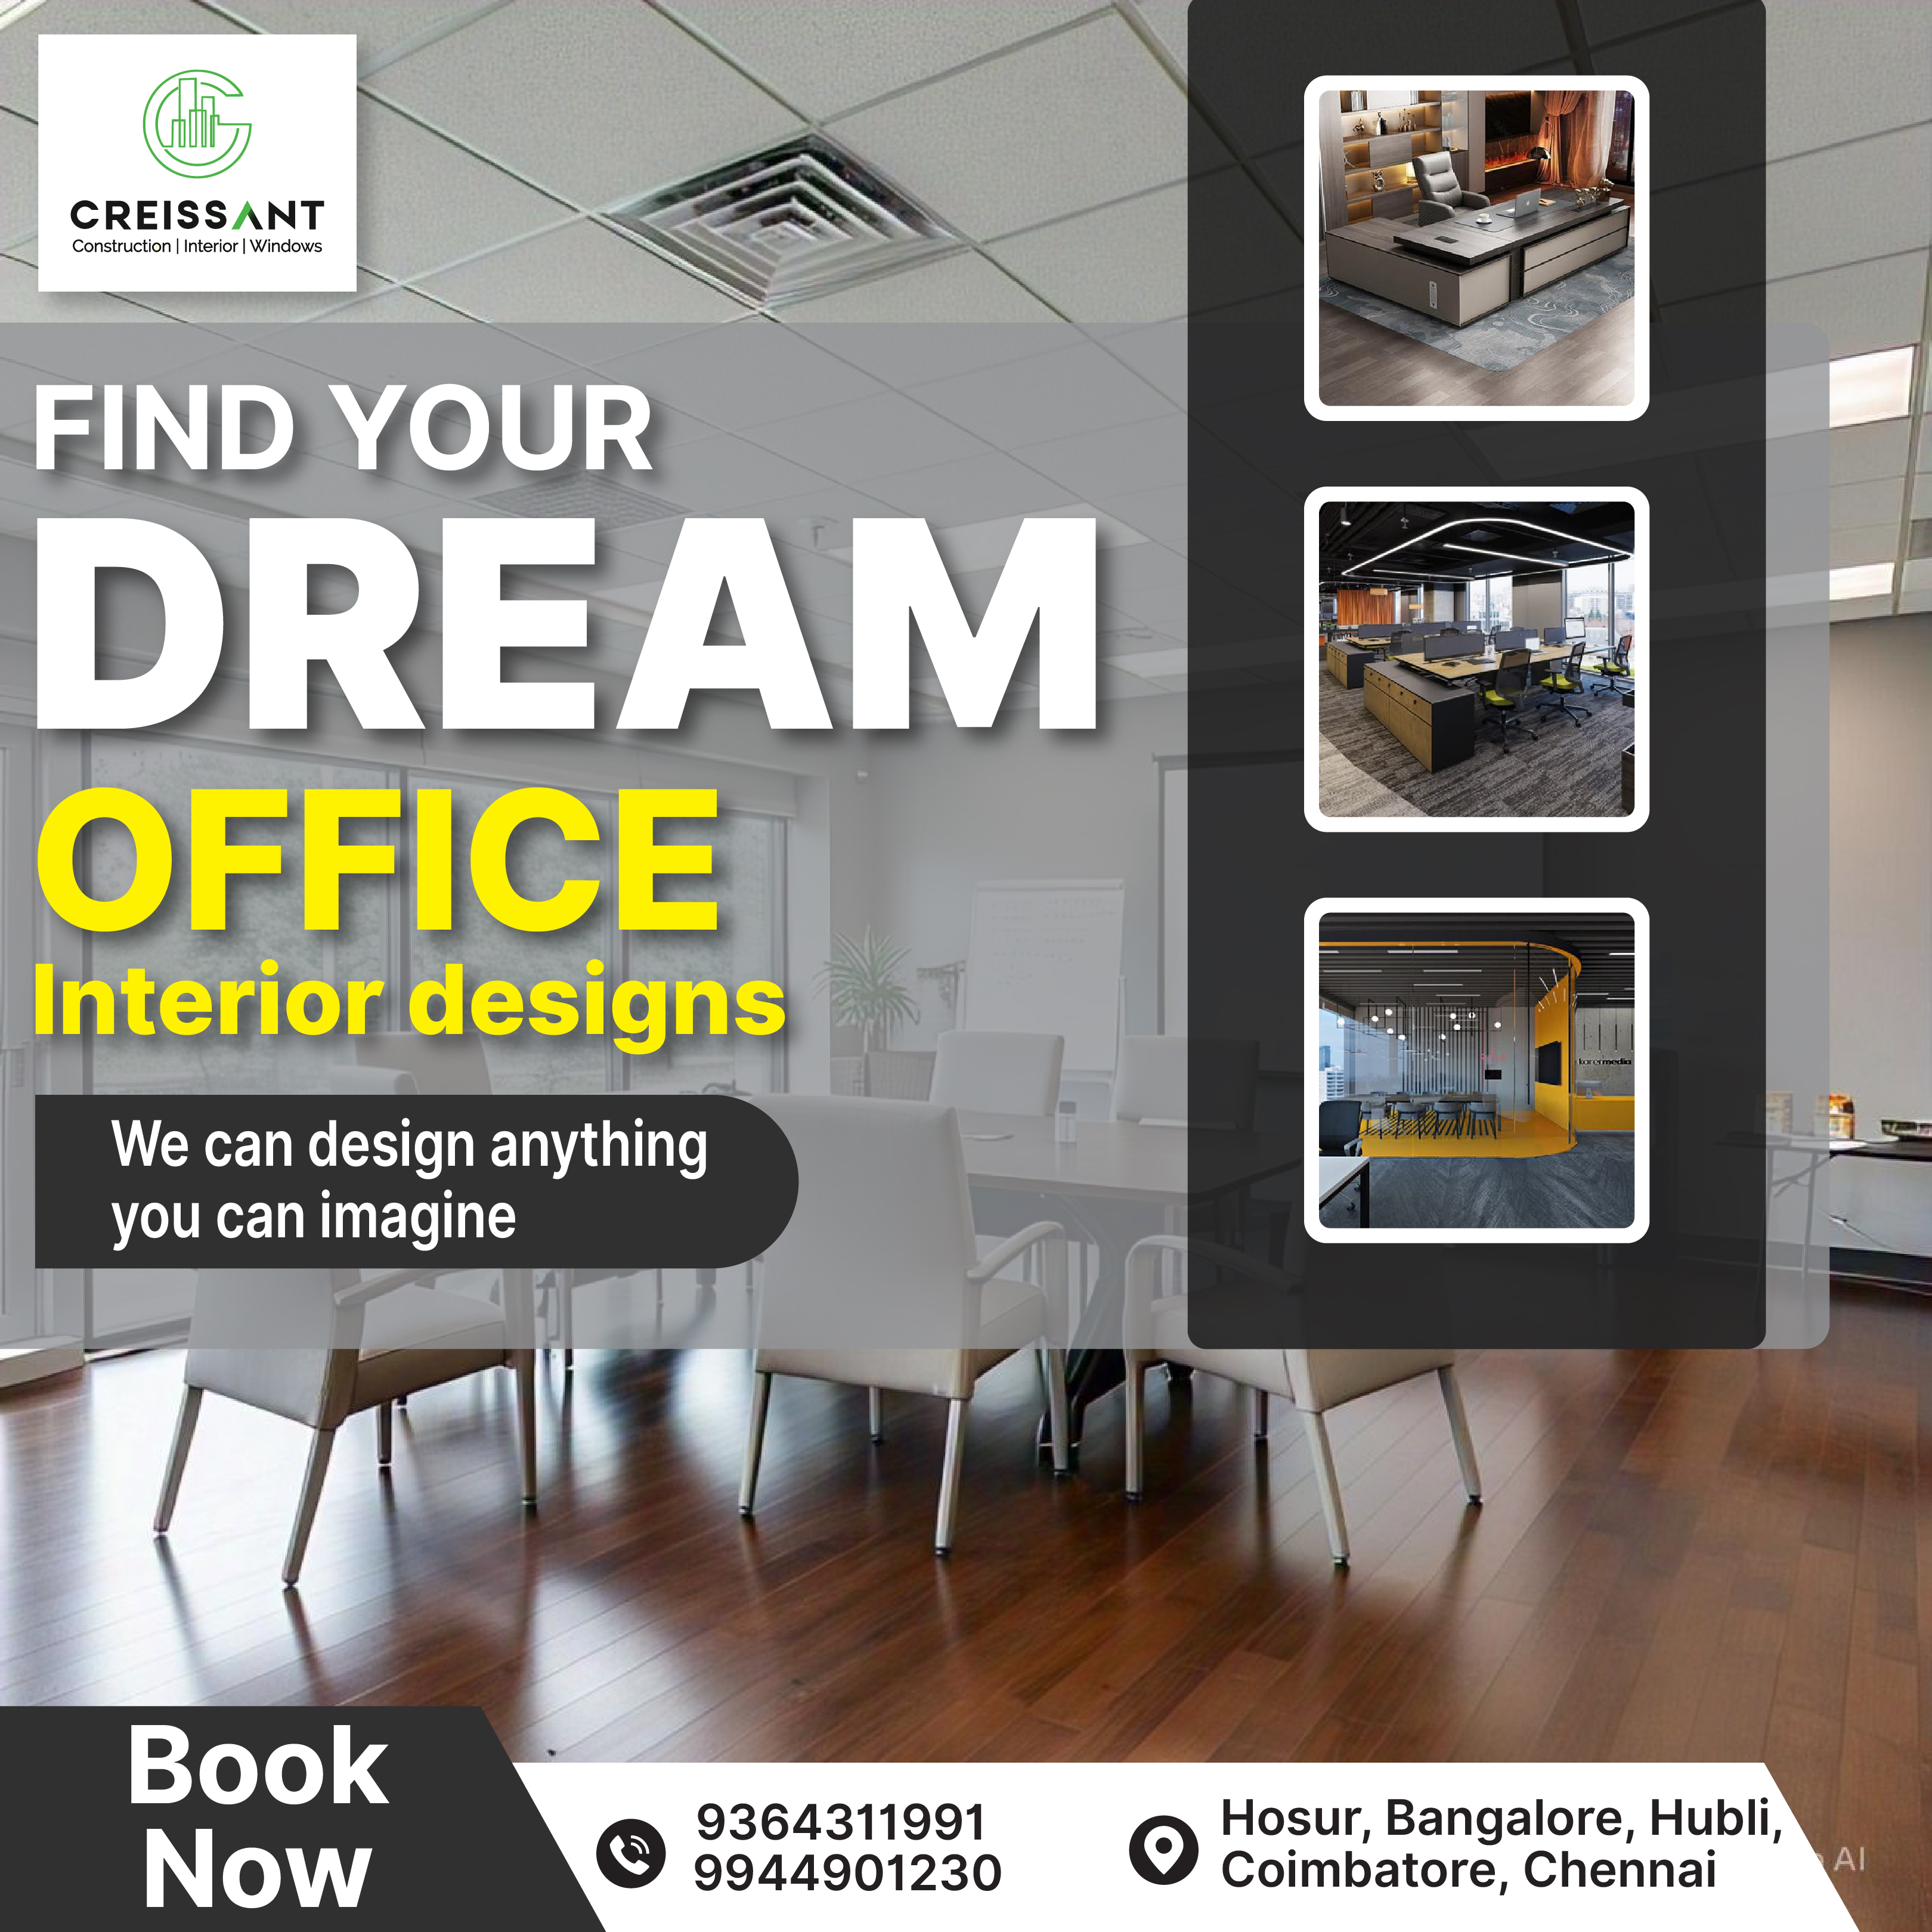 CREISSANT
Construction | Interior | Windows
FIND YOUR
DREAM
OFFICE
Interior designs
We can design anything
you can imagine
Book
Now
9364311991
9944901230
Hosur, Bangalore, Hubli,
Coimbatore, Chennai
AI